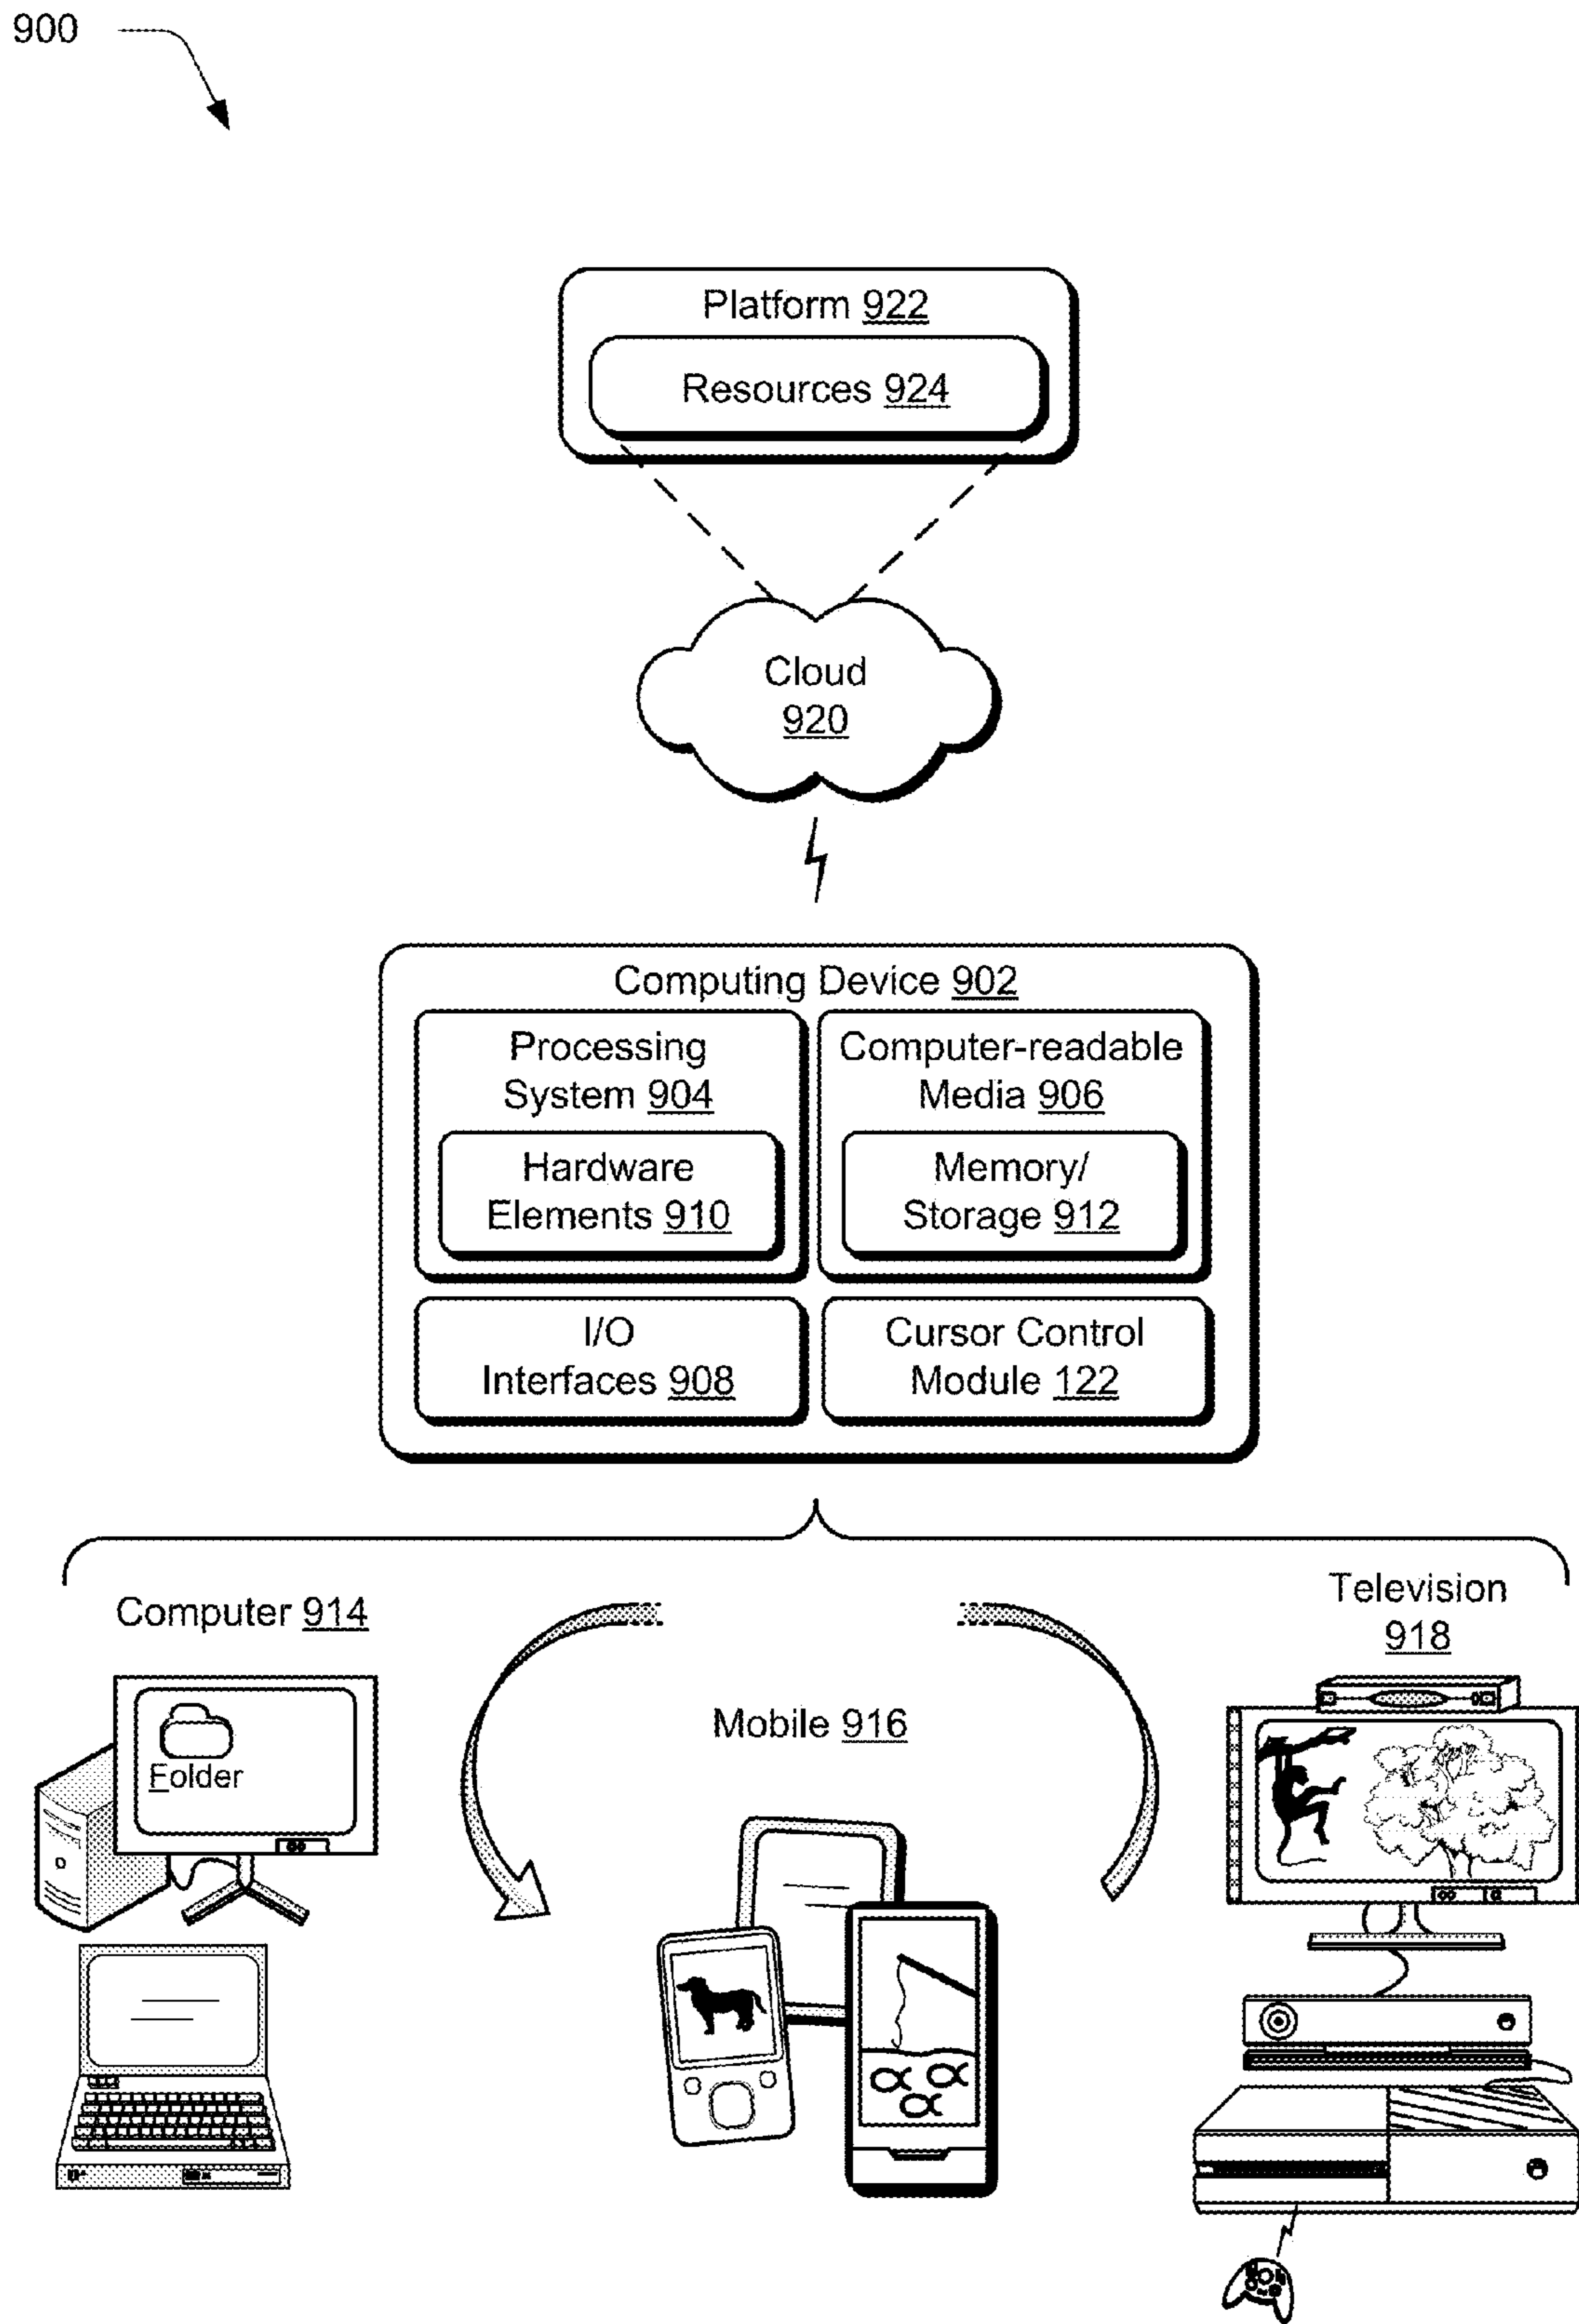 900
Platform 922
Resources 924
Cloud
920
Computing Device 902
Processing
System 904
Hardware
Elements 910
Computer-readable
Media 906
Memory/
Storage 912
I/O
Interfaces 908
Cursor Control
Module 122
Computer 914
Folder
Mobile 916
Television
918